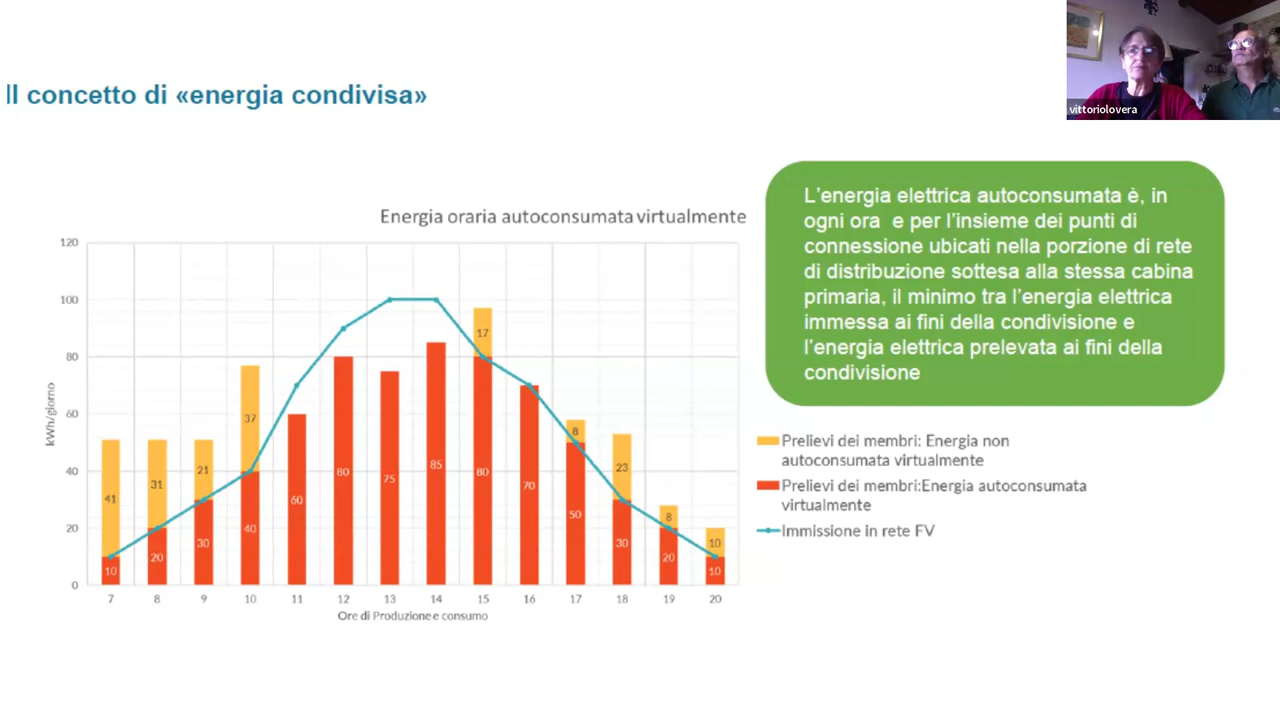 Il concetto di «energia condivisa»
vittoriolovera
L'energia elettrica autoconsumata è, in
ogni ora e per l'insieme dei punti di
connessione ubicati nella porzione di rete
di distribuzione sottesa alla stessa cabina
primaria, il minimo tra l'energia elettrica
immessa ai fini della condivisione e
l'energia elettrica prelevata ai fini della
condivisione
Energia oraria autoconsumata virtualmente
kWh/giorno
120
100
80
60
40
20
0
41
31
21
37
17
8
23
8
10
10
20
30
40
60
80
75
85
80
70
50
30
20
10
7 8 9 10 11 12 13 14 15 16 17 18 19 20
Ore di Produzione e consumo
Prelievi dei membri: Energia non
autoconsumata virtualmente
Prelievi dei membri:Energia autoconsumata
virtualmente
Immissione in rete FV